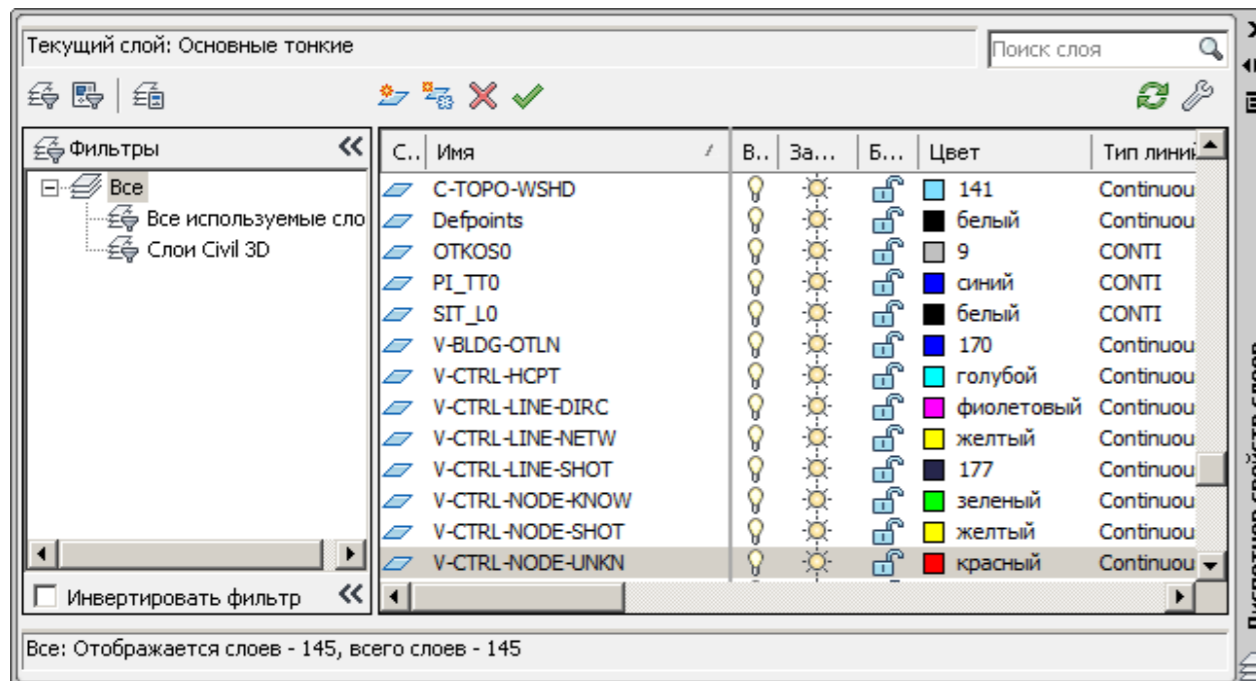 Текущий слой: Основные тонкие
Поиск слоя
Фильтры
Все
Все используемые сло
Слои Civil 3D
Инвертировать фильтр
С.. Имя В.. За... Б... Цвет Тип линий
C-TOPO-WSHD 141 Continuou
Defpoints белый Continuou
OTKOS0 9 CONTI
PI_TT0 синий CONTI
SIT_L0 белый CONTI
V-BLDG-OTLN 170 Continuou
V-CTRL-HCPT голубой Continuou
V-CTRL-LINE-DIRC фиолетовый Continuou
V-CTRL-LINE-NETW желтый Continuou
V-CTRL-LINE-SHOT 177 Continuou
V-CTRL-NODE-KNOW зеленый Continuou
V-CTRL-NODE-SHOT желтый Continuou
V-CTRL-NODE-UNKN красный Continuou
Все: Отображается слоев - 145, всего слоев - 145